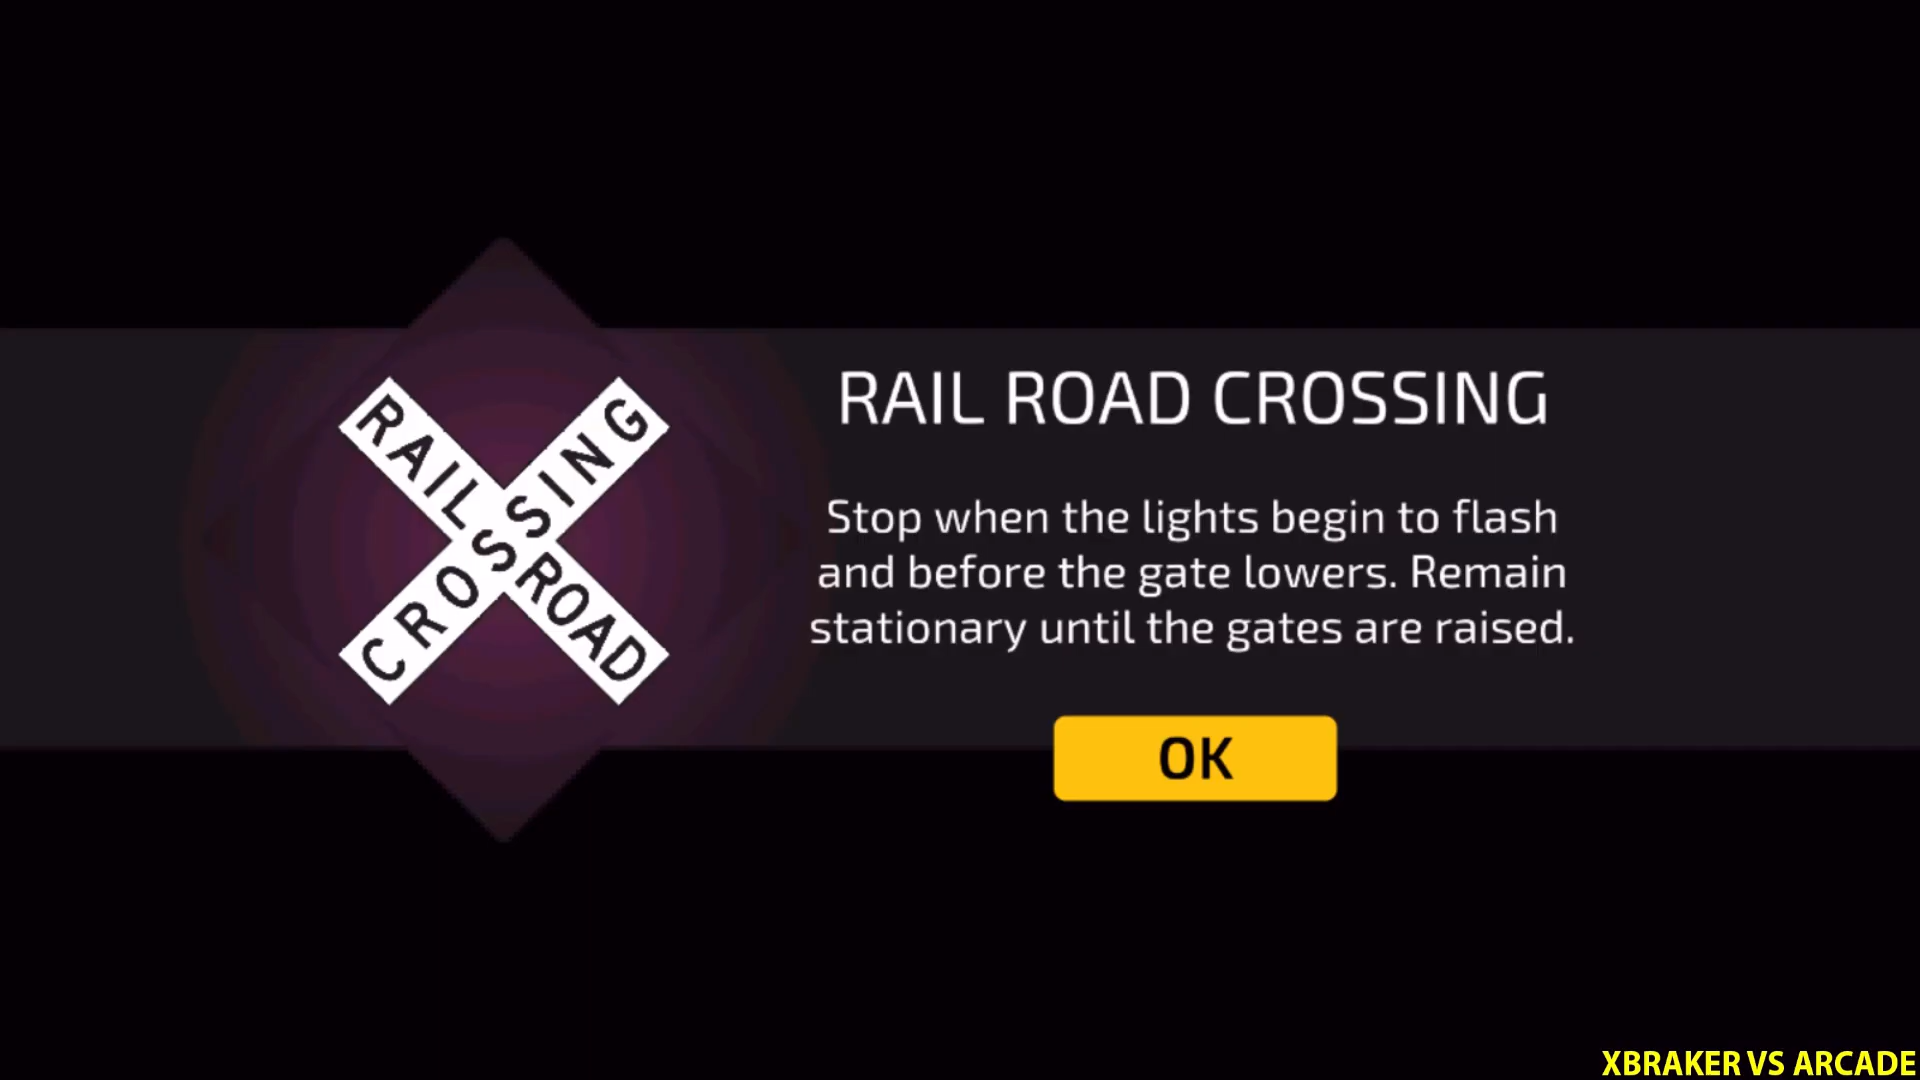 RAIL ROAD
CROSSING
RAIL ROAD CROSSING
Stop when the lights begin to flash
and before the gate lowers. Remain
stationary until the gates are raised.
OK
XBRAKER VS ARCADE